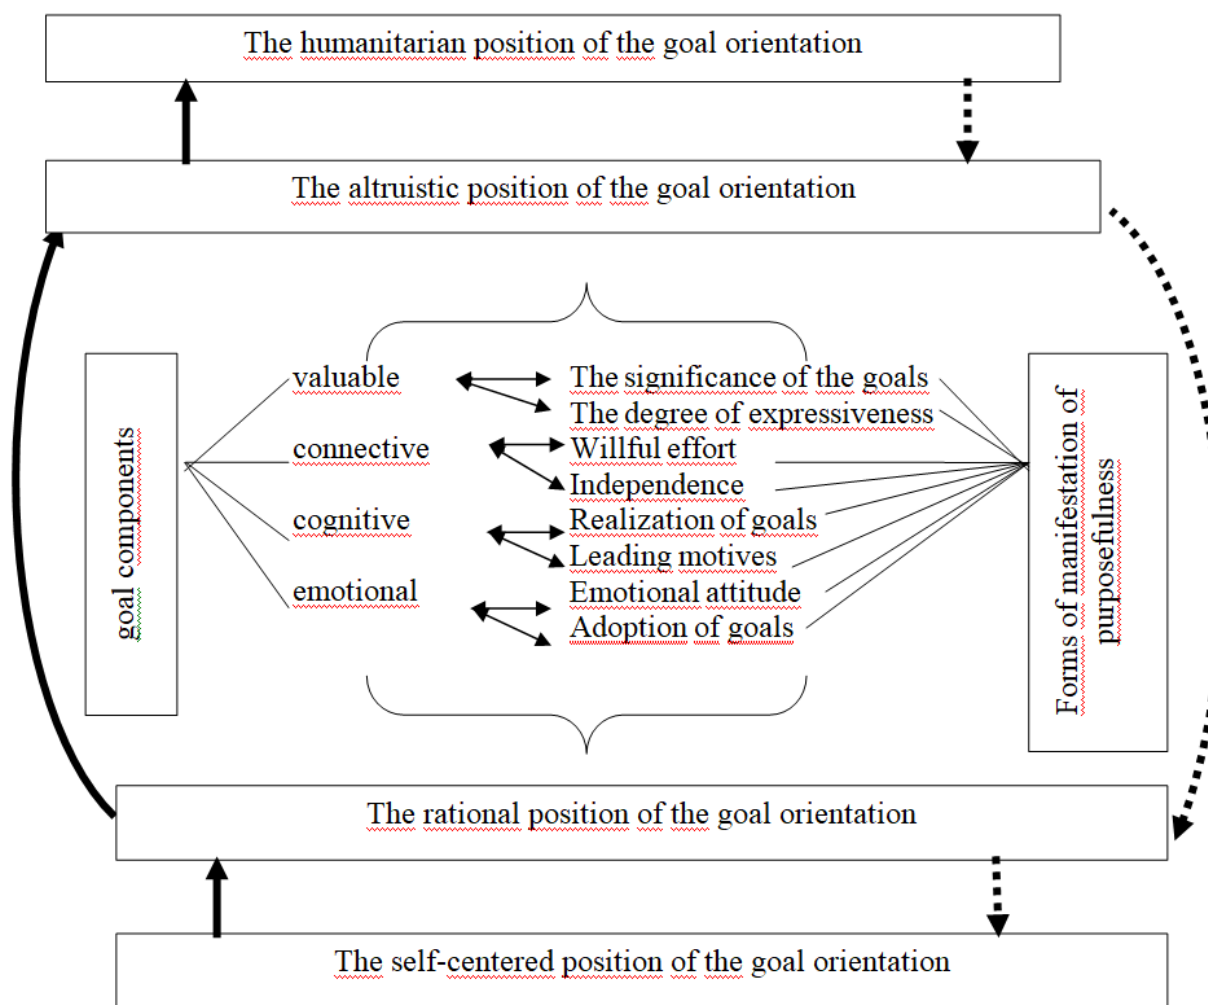 The humanitarian position of the goal orientation
The altruistic position of the goal orientation
goal components
valuable
connective
cognitive
emotional
The significance of the goals
The degree of expressiveness
Willful effort
Independence
Realization of goals
Leading motives
Emotional attitude
Adoption of goals
Forms of manifestation of
purposefulness
The rational position of the goal orientation
The self-centered position of the goal orientation